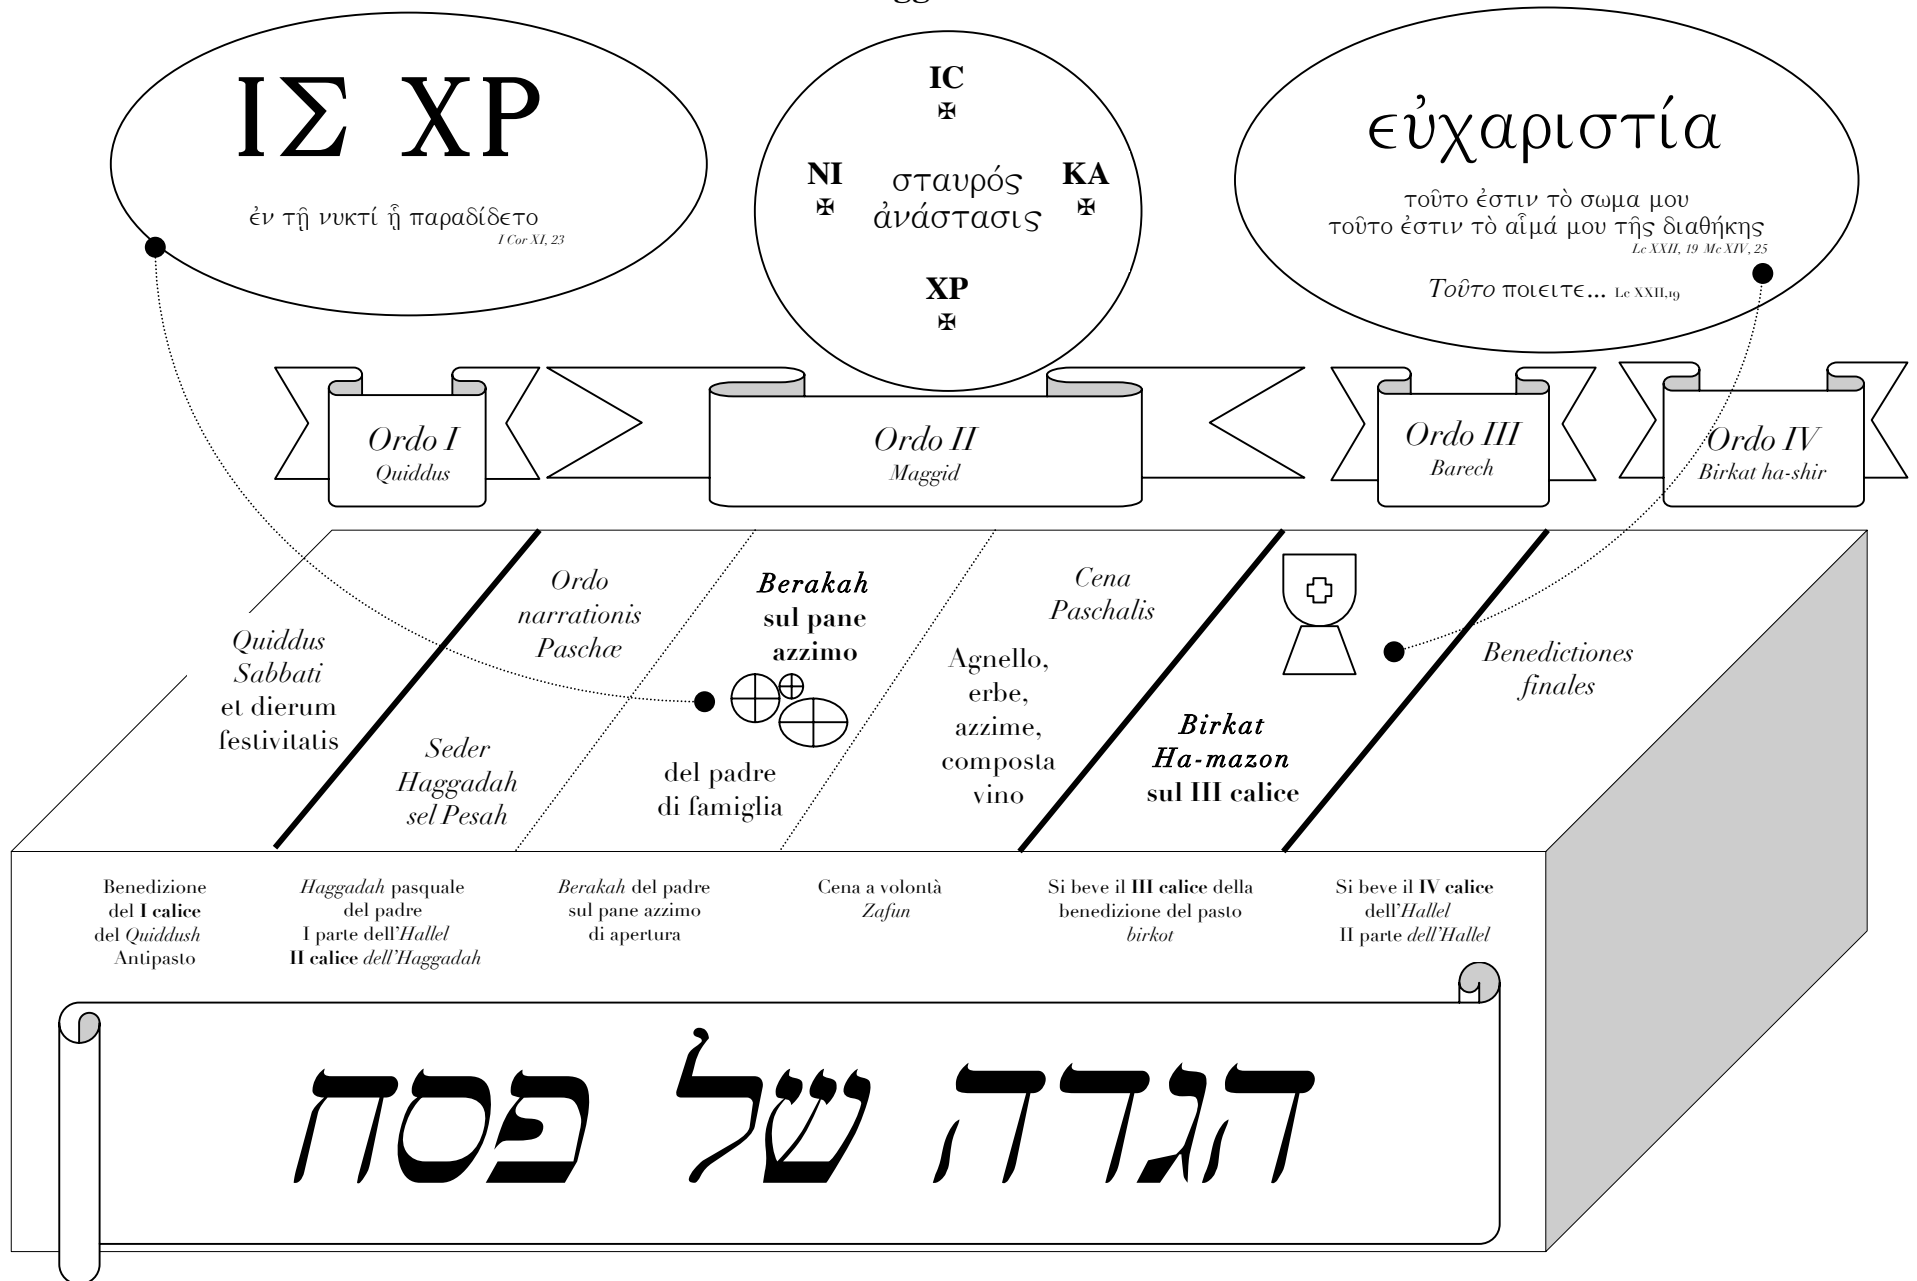 ΙΣ ΧΡ
ἐν τῇ νυκτί ᾗ παραδίδετο
I Cor XI, 23
IC
✠
NI
✠
σταυρός
ἀνάστασις
KA
✠
XP
✠
εὐχαριστία
τοῦτο ἐστιν τὸ σωμα μου
τοῦτο ἐστιν τὸ αἷμά μου τῆς διαθήκης
Lc XXII, 19 Mc XIV, 25
Τοῦτο ποιειτε... Lc XXII,19
Ordo I
Quiddus
Ordo II
Maggid
Ordo III
Barech
Ordo IV
Birkat ha-shir
Quiddus
Sabbati
et dierum
festivitatis
Ordo
narrationis
Paschæ
Seder
Haggadah
sel Pesah
Berakah
sul pane
azzimo
del padre
di famiglia
Cena
Paschalis
Agnello,
erbe,
azzime,
composta
vino
Birkat
Ha-mazon
sul III calice
Benedictiones
finales
Benedizione
del I calice
del Quiddush
Antipasto
Haggadah pasquale
del padre
I parte dell'Hallel
II calice dell'Haggadah
Berakah del padre
sul pane azzimo
di apertura
Cena a volontà
Zafun
Si beve il III calice della
benedizione del pasto
birkot
Si beve il IV calice
dell'Hallel
II parte dell'Hallel
הגדה של פסח